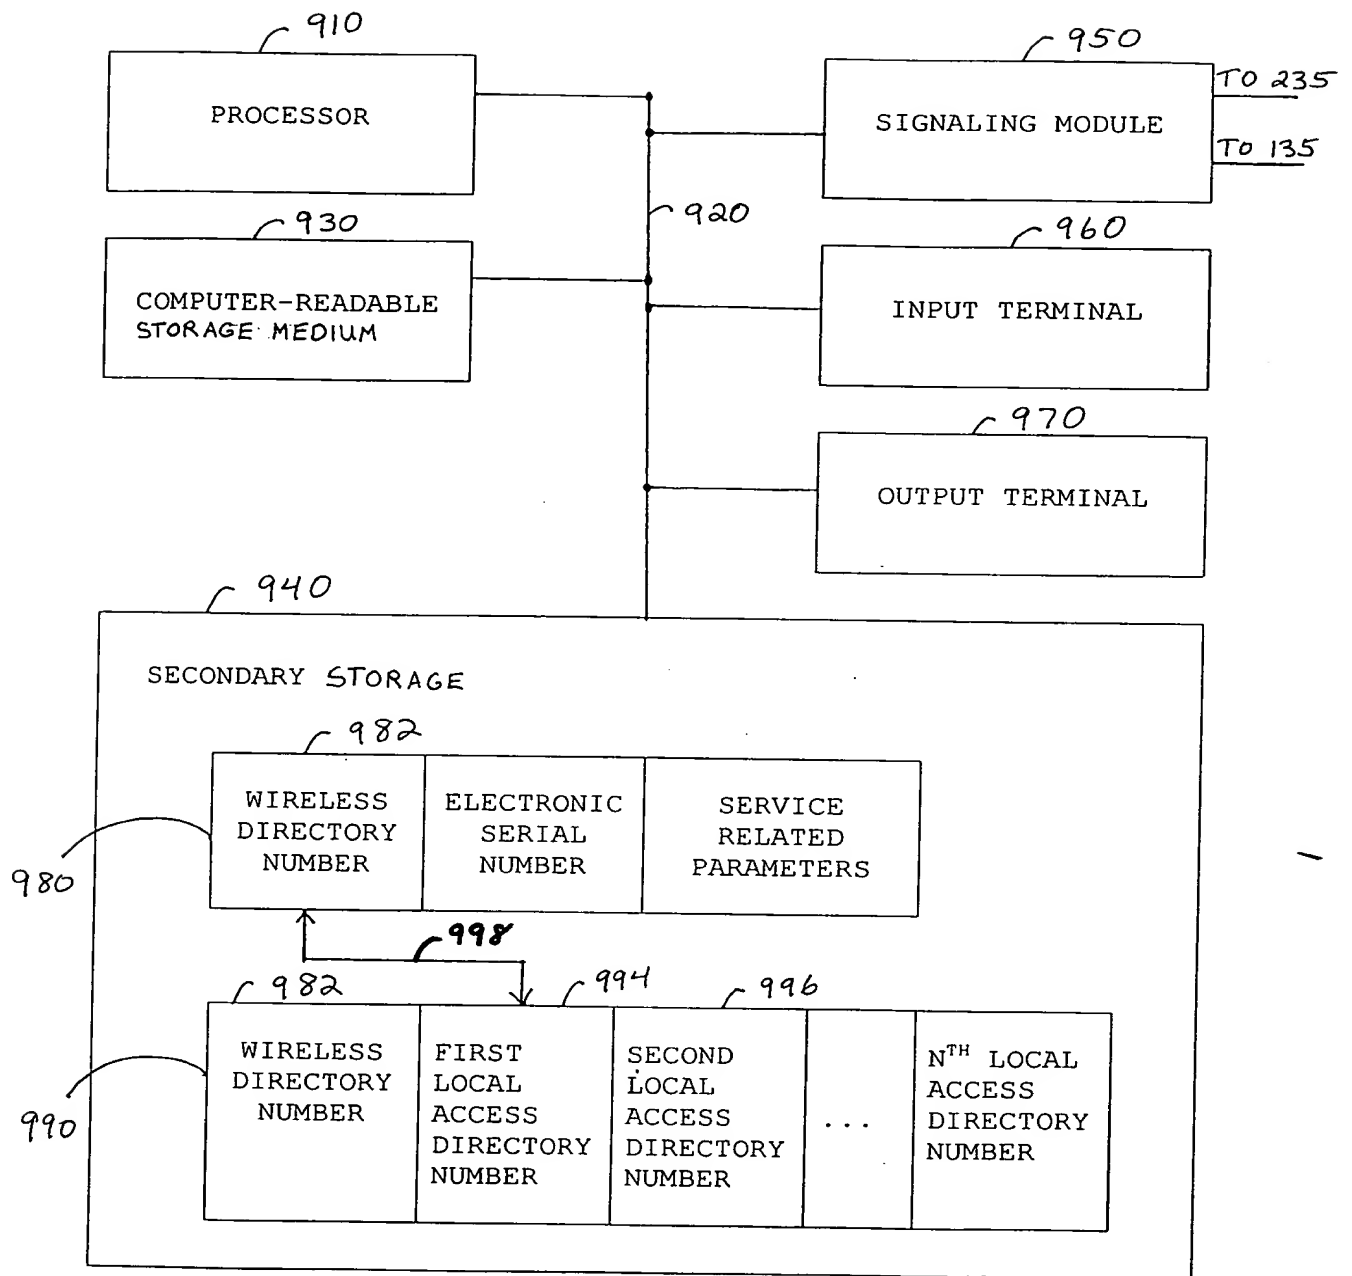 910
PROCESSOR
950
SIGNALING MODULE
TO 235
TO 135
920
930
COMPUTER-READABLE
STORAGE MEDIUM
960
INPUT TERMINAL
970
OUTPUT TERMINAL
940
SECONDARY STORAGE
982
WIRELESS
DIRECTORY
NUMBER
ELECTRONIC
SERIAL
NUMBER
SERVICE
RELATED
PARAMETERS
980
998
982
994
996
WIRELESS
DIRECTORY
NUMBER
FIRST
LOCAL
ACCESS
DIRECTORY
NUMBER
SECOND
LOCAL
ACCESS
DIRECTORY
NUMBER
...
NTH LOCAL
ACCESS
DIRECTORY
NUMBER
990